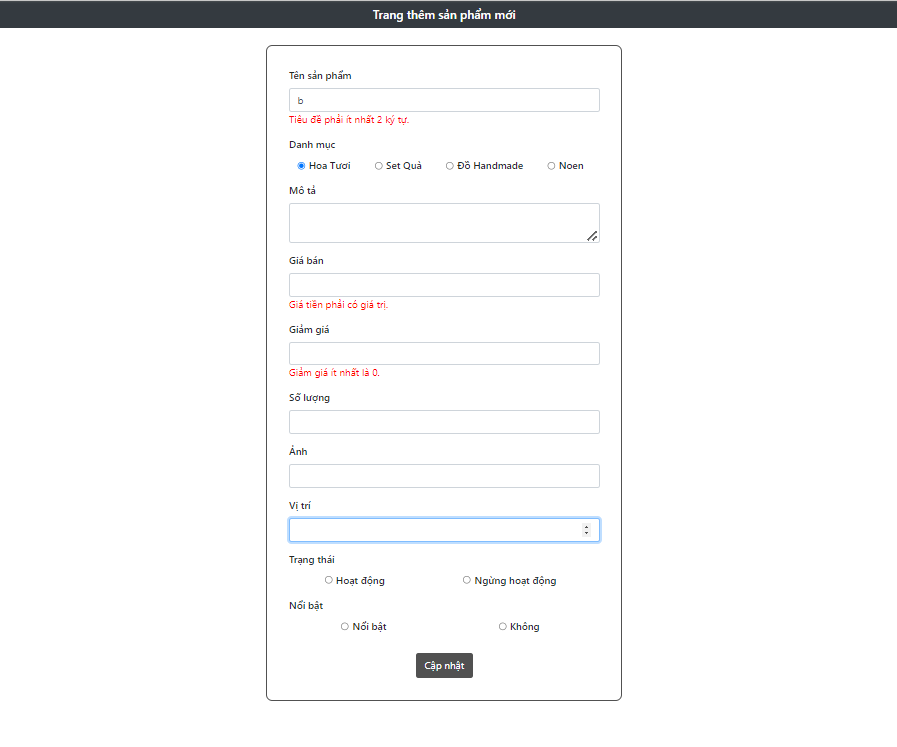 Trang thêm sản phẩm mới
Tên sản phẩm
b
Tiêu đề phải ít nhất 2 ký tự.
Danh mục
Hoa Tươi Set Quà Đồ Handmade Noen
Mô tả
Giá bán
Giá tiền phải có giá trị.
Giảm giá
Giảm giá ít nhất là 0.
Số lượng
Ảnh
Vị trí
Trạng thái
Hoạt động Ngừng hoạt động
Nổi bật
Nổi bật Không
Cập nhật